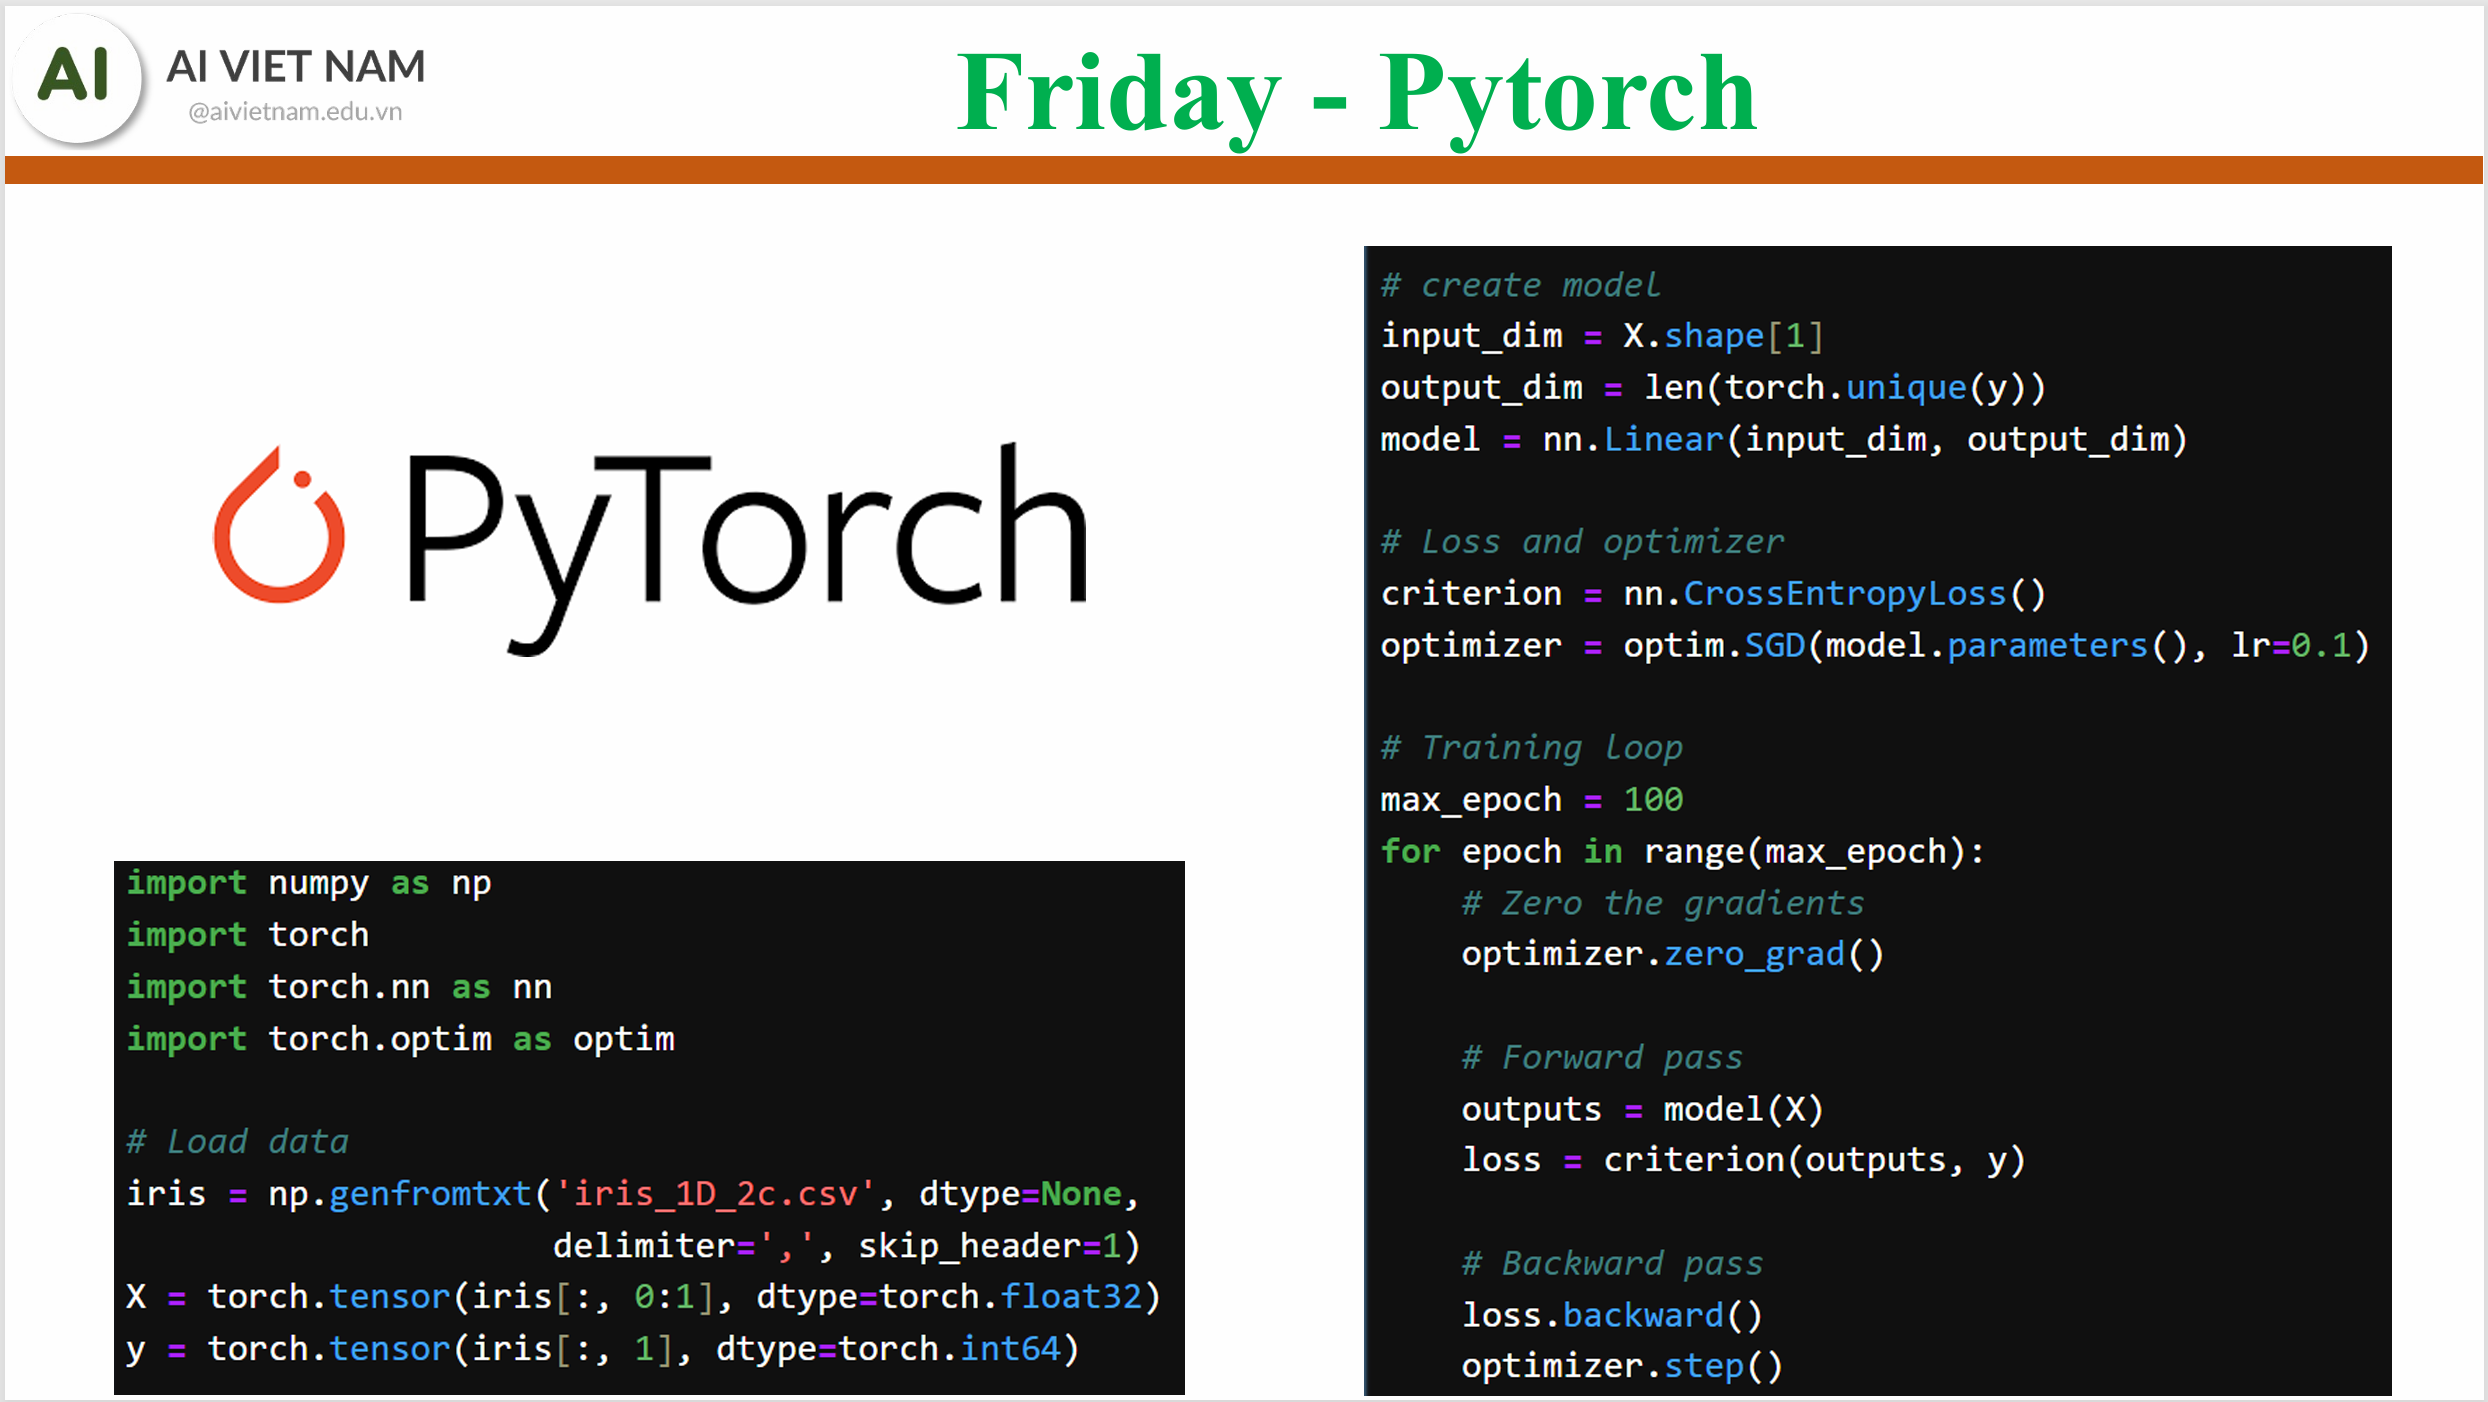 AI
AI VIET NAM
@aivietnam.edu.vn
Friday - Pytorch
PyTorch
import numpy as np
import torch
import torch.nn as nn
import torch.optim as optim
# Load data
iris = np.genfromtxt('iris_1D_2c.csv', dtype=None,
                     delimiter=',', skip_header=1)
X = torch.tensor(iris[:, 0:1], dtype=torch.float32)
y = torch.tensor(iris[:, 1], dtype=torch.int64)
# create model
input_dim = X.shape[1]
output_dim = len(torch.unique(y))
model = nn.Linear(input_dim, output_dim)
# Loss and optimizer
criterion = nn.CrossEntropyLoss()
optimizer = optim.SGD(model.parameters(), lr=0.1)
# Training loop
max_epoch = 100
for epoch in range(max_epoch):
    # Zero the gradients
    optimizer.zero_grad()
    # Forward pass
    outputs = model(X)
    loss = criterion(outputs, y)
    # Backward pass
    loss.backward()
    optimizer.step()